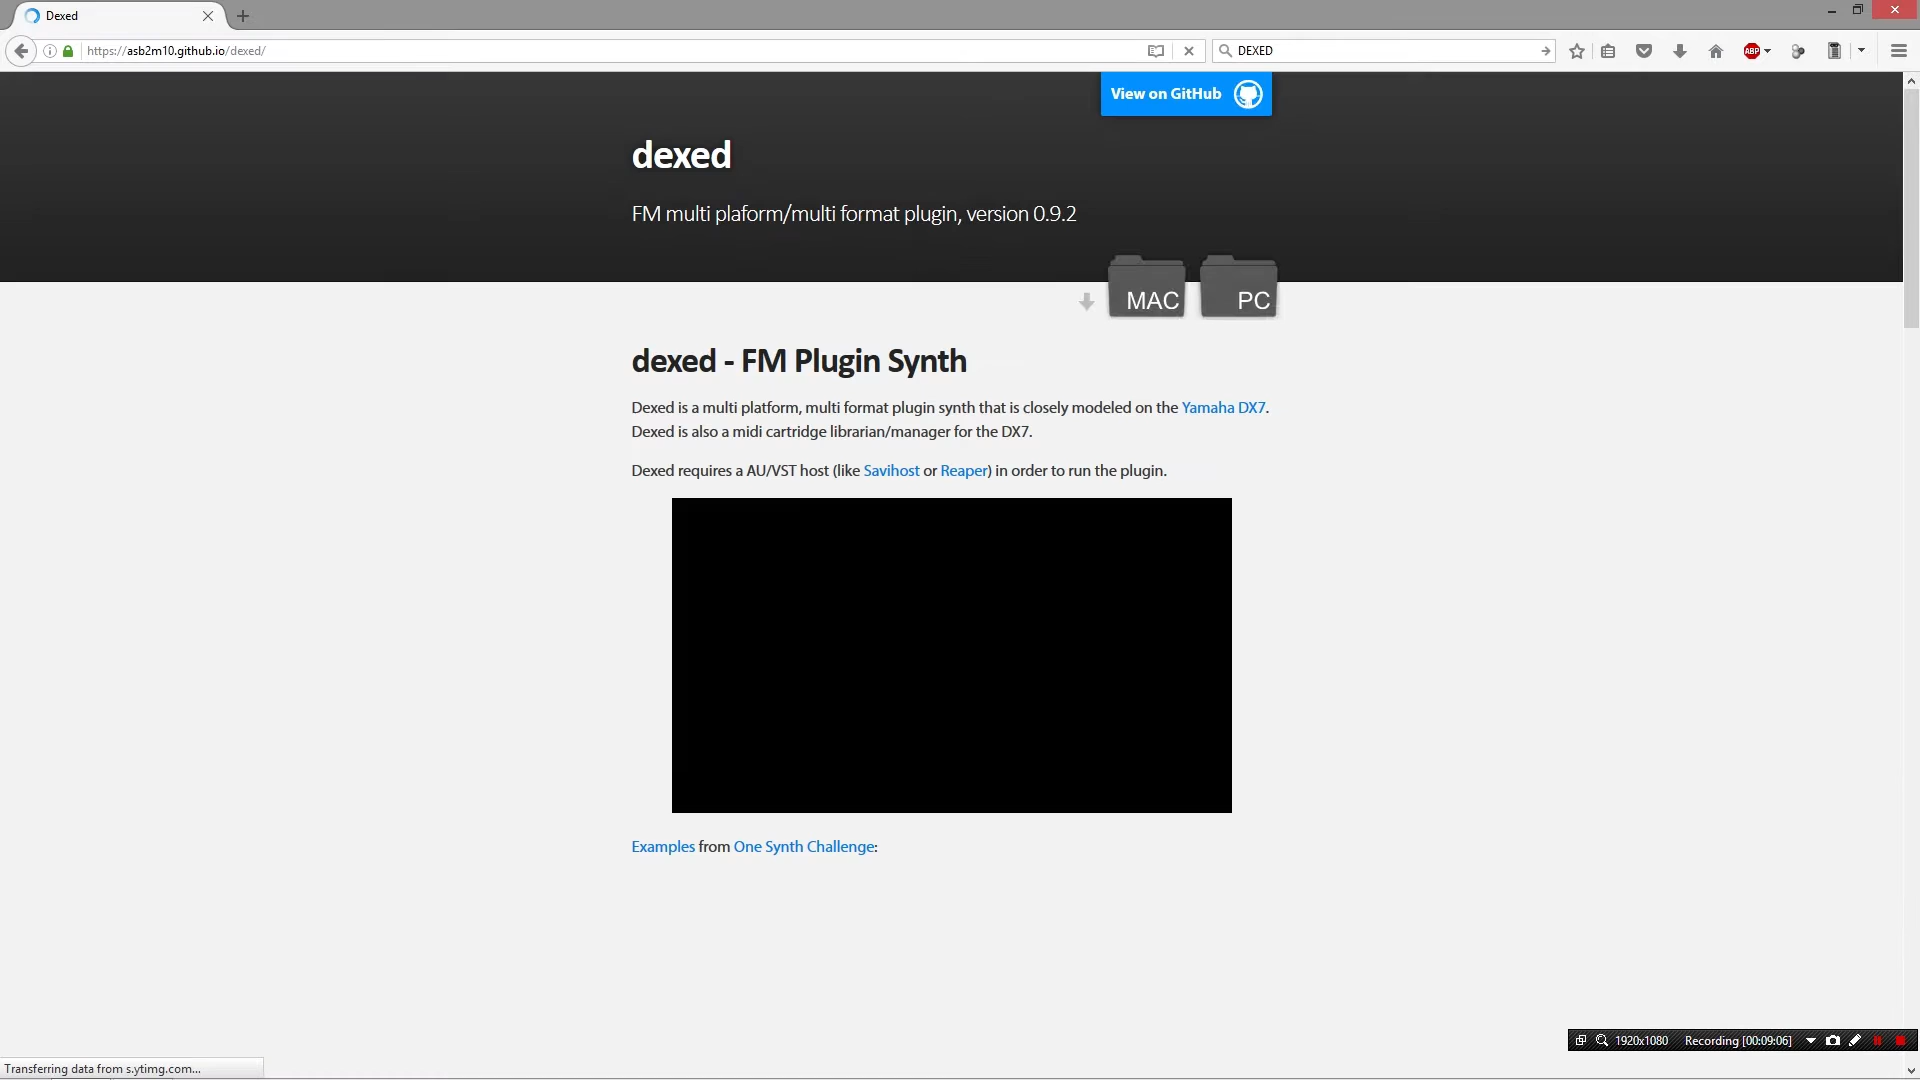 Dexed
https://asb2m10.github.io/dexed/
DEXED
ABP
View on GitHub
dexed
FM multi plaform/multi format plugin, version 0.9.2
MAC
PC
dexed - FM Plugin Synth
Dexed is a multi platform, multi format plugin synth that is closely modeled on the Yamaha DX7.
Dexed is also a midi cartridge librarian/manager for the DX7.
Dexed requires a AU/VST host (like Savihost or Reaper) in order to run the plugin.
Examples from One Synth Challenge:
1920x1080 Recording [00:09:06]
Transferring data from s.ytimg.com...